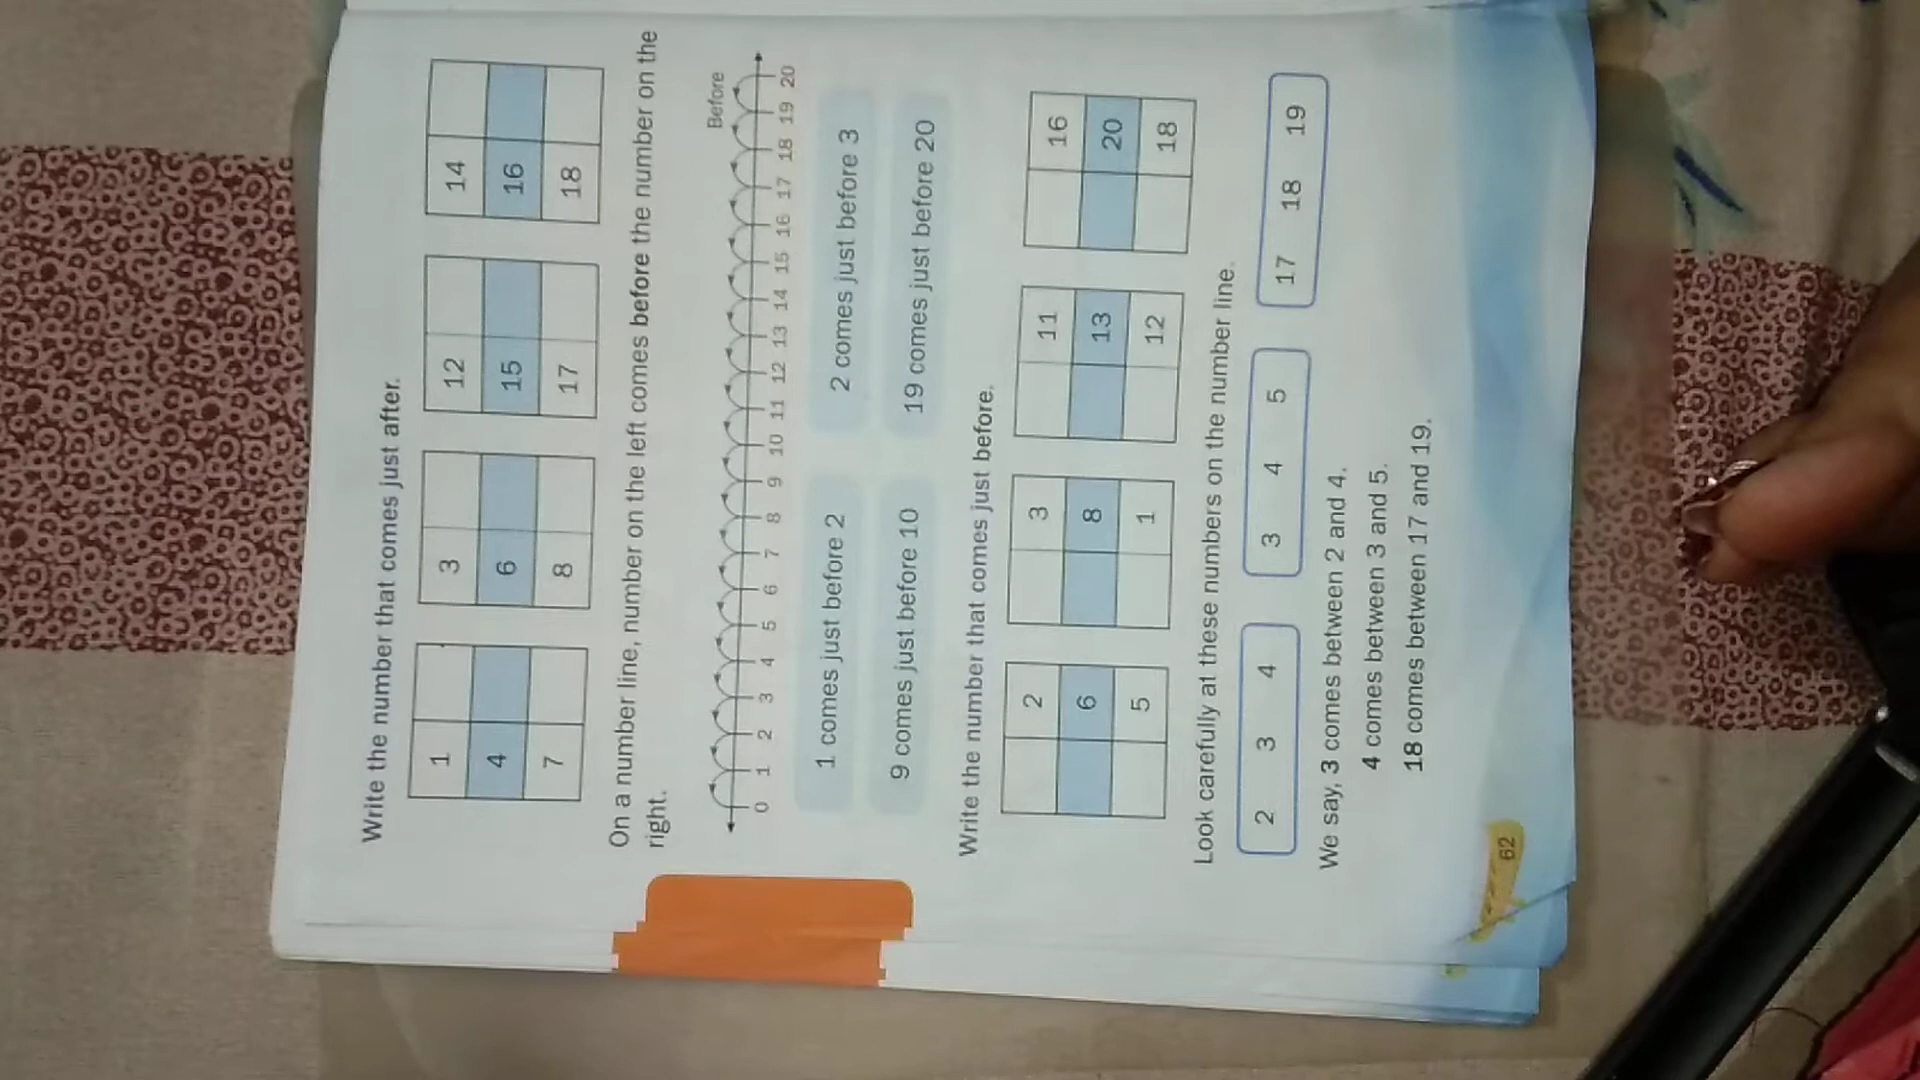 Write the number that comes just after.
1 3 12 14
4 6 15 16
7 8 17 18
On a number line, number on the left comes before the number on the
right.
Before
0 1 2 3 4 5 6 7 8 9 10 11 12 13 14 15 16 17 18 19 20
1 comes just before 2 2 comes just before 3
9 comes just before 10 19 comes just before 20
Write the number that comes just before.
2 3 11 16
6 8 13 20
5 1 12 18
Look carefully at these numbers on the number line.
2 3 4 3 4 5 17 18 19
We say, 3 comes between 2 and 4.
4 comes between 3 and 5.
18 comes between 17 and 19.
62